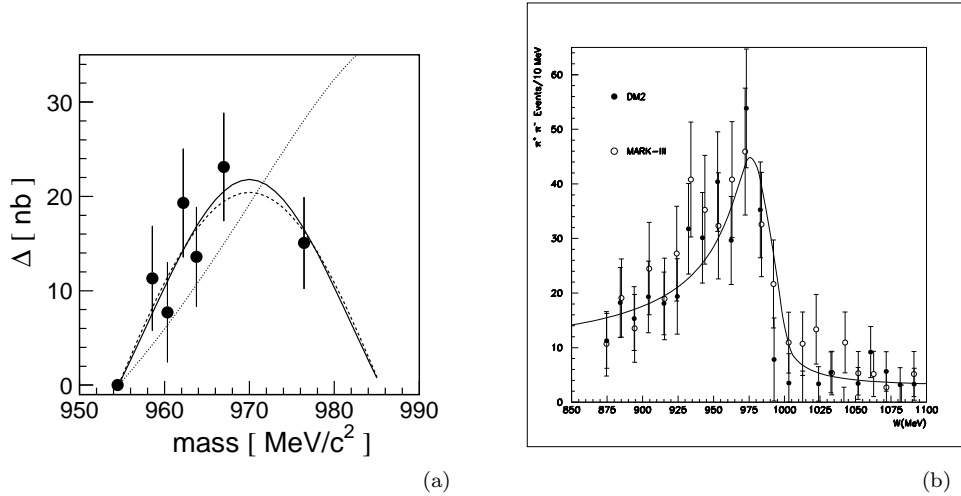 Δ [ nb]
30
20
10
0
950 960 970 980 990
mass [ MeV/c²]
(a)
π⁺ π⁻ Events/10 MeV
60
50
40
30
20
10
0
DM2
MARK-III
850 875 900 925 950 975 1000 1025 1050 1075 1100
W(MeV)
(b)